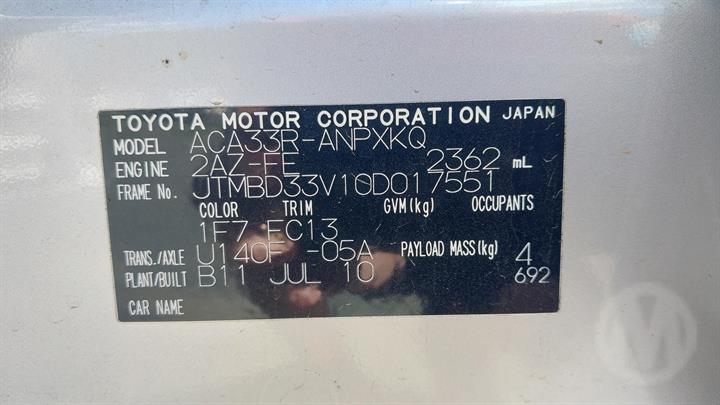 TOYOTA MOTOR CORPORATION JAPAN
MODEL ACA33R-ANPXKQ
ENGINE 2AZ-FE 2362 mL
FRAME No. JTMBD33V10D017551
COLOR TRIM GVM(kg) OCCUPANTS
1F7 FC13
TRANS./AXLE U140F -05A PAYLOAD MASS(kg) 4
PLANT/BUILT B11 JUL 10 692
CAR NAME
M